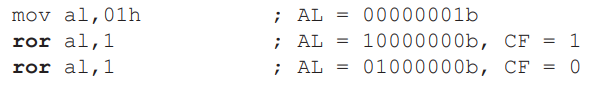 mov al,01h ; AL = 00000001b
ror al,1 ; AL = 10000000b, CF = 1
ror al,1 ; AL = 01000000b, CF = 0